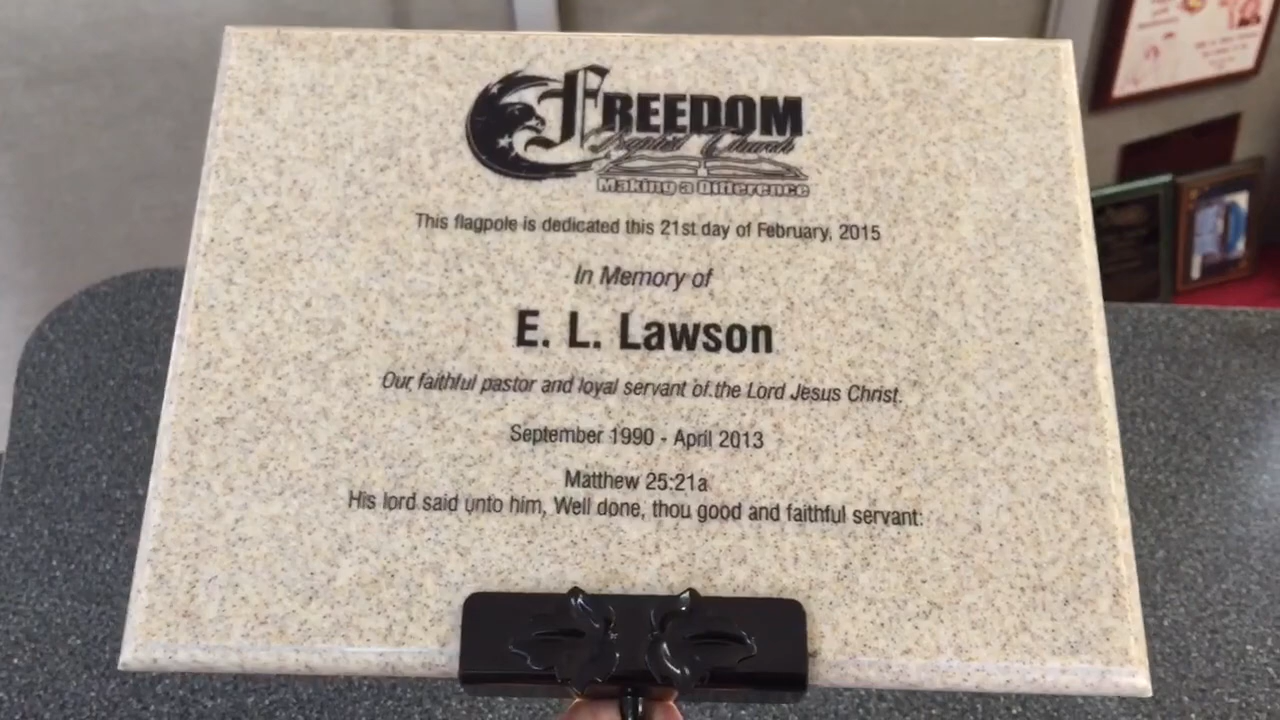 FREEDOM
Baptist Church
Making a Difference
This flagpole is dedicated this 21st day of February, 2015
In Memory of
E. L. Lawson
Our faithful pastor and loyal servant of the Lord Jesus Christ.
September 1990 - April 2013
Matthew 25:21a
His lord said unto him, Well done, thou good and faithful servant: